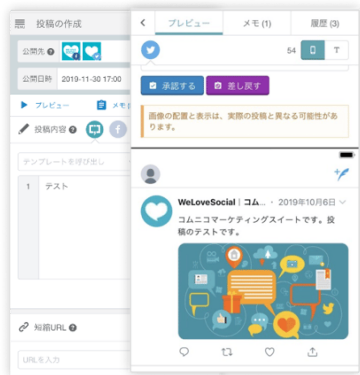 投稿の作成
公開先
公開日時 2019-11-30 17:00
プレビュー メモ
投稿内容
テンプレートを呼び出し
1 テスト
短縮URL
URLを入力
プレビュー メモ (1) 履歴 (3)
54
承認する 差し戻す
画像の配置と表示は、実際の投稿と異なる可能性があ
ります。
WeLoveSocial | コム... ・ 2019年10月6日
コムニコマーケティングスイートです。投
稿のテストです。